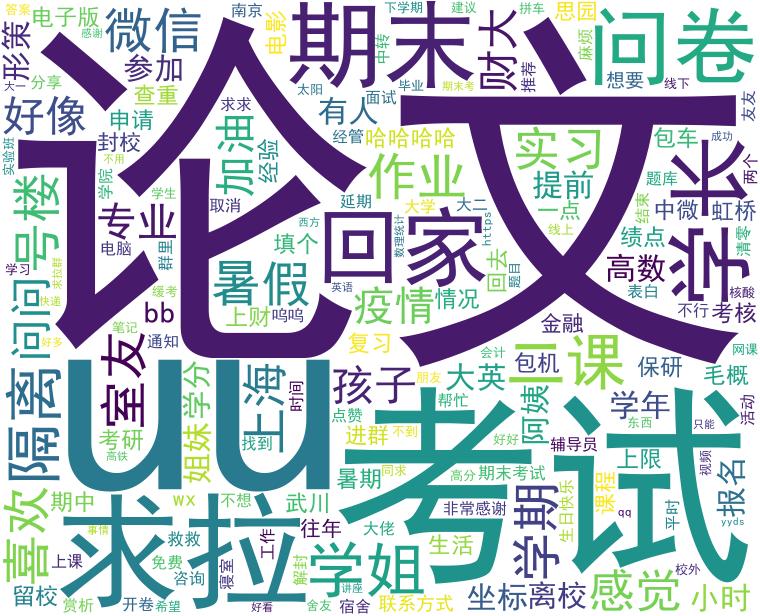 论文
考试
uu
求拉
回家
期末
问卷
学长
微信
学姐
暑假
隔离
室友
号楼
作业
实习
二课
加油
疫情
上海
孩子
学期
喜欢
感觉
问问
专业
好像
财大
形策
电子版
参加
查重
申请
封校
有人
哈哈哈哈
提前
一点
中微
虹桥
绩点
高数
考核
包车
思园
推荐
想要
题库
清零
两个
友友
麻烦
拼车
线下
建议
下学期
中转
电影
南京
太阳
毕业
面试
期末考
经管
经验
求求
答案
感谢
大一
分享
实验班
不用
学院
学生
取消
电脑
群里
延期
大学
大二
西方
数理统计
https
线上
题目
结束
成功
回去
情况
填个
上财
呜呜
英语
复习
金融
表白
不行
核酸
网课
学习
快递
求拉群
好多
缓考
笔记
通知
bb
包机
保研
毛概
大英
阿姨
会计
朋友
帮忙
点赞
时间
找到
学分
姐妹
考研
高铁
进群
不到
好好
同求
高分
期末考试
辅导员
学年
东西
只能
活动
上限
视频
课程
报名
yyds
平时
qq
生日快乐
非常感谢
暑期
武川
大佬
往年
不想
wx
期中
救救
事情
工作
免费
咨询
寝室
解封
讲座
生活
上课
留校
赏析
开卷
希望
好看
舍友
宿舍
联系方式
坐标
离校
校外
小时